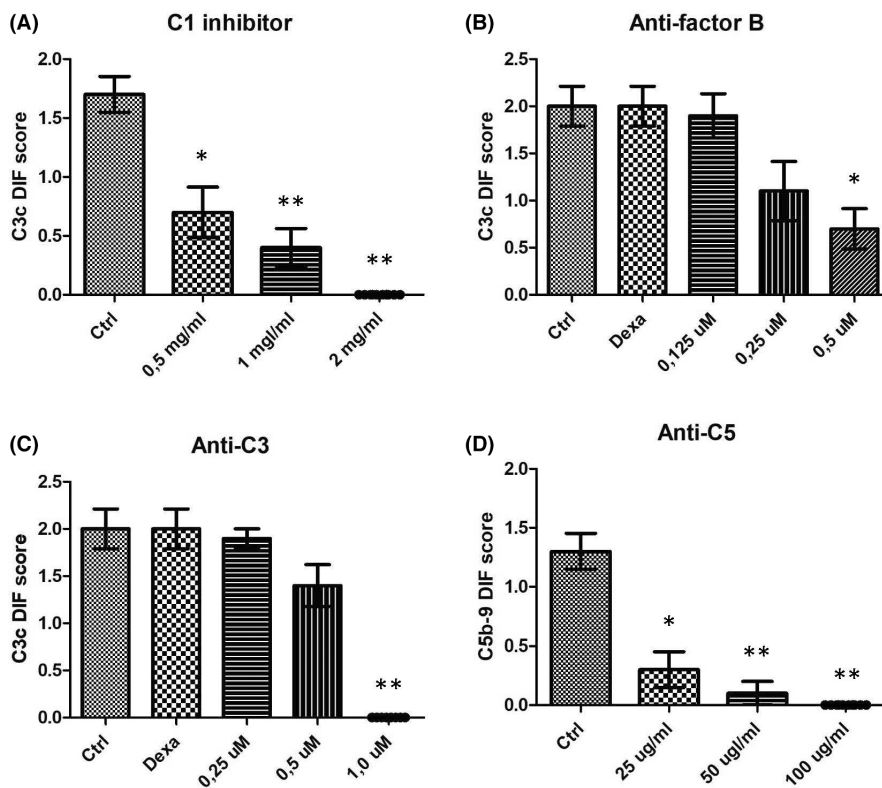 (A)
C1 inhibitor
C3c DIF score
2.0
1.5
1.0
0.5
0.0
*
**
**
Ctrl
0,5 mg/ml
1 mgl/ml
2 mg/ml
(B)
Anti-factor B
C3c DIF score
2.5
2.0
1.5
1.0
0.5
0.0
*
Ctrl
Dexa
0,125 uM
0,25 uM
0,5 uM
(C)
Anti-C3
C3c DIF score
2.5
2.0
1.5
1.0
0.5
0.0
**
Ctrl
Dexa
0,25 uM
0,5 uM
1,0 uM
(D)
Anti-C5
C5b-9 DIF score
2.0
1.5
1.0
0.5
0.0
*
**
**
Ctrl
25 ug/ml
50 ugl/ml
100 ug/ml